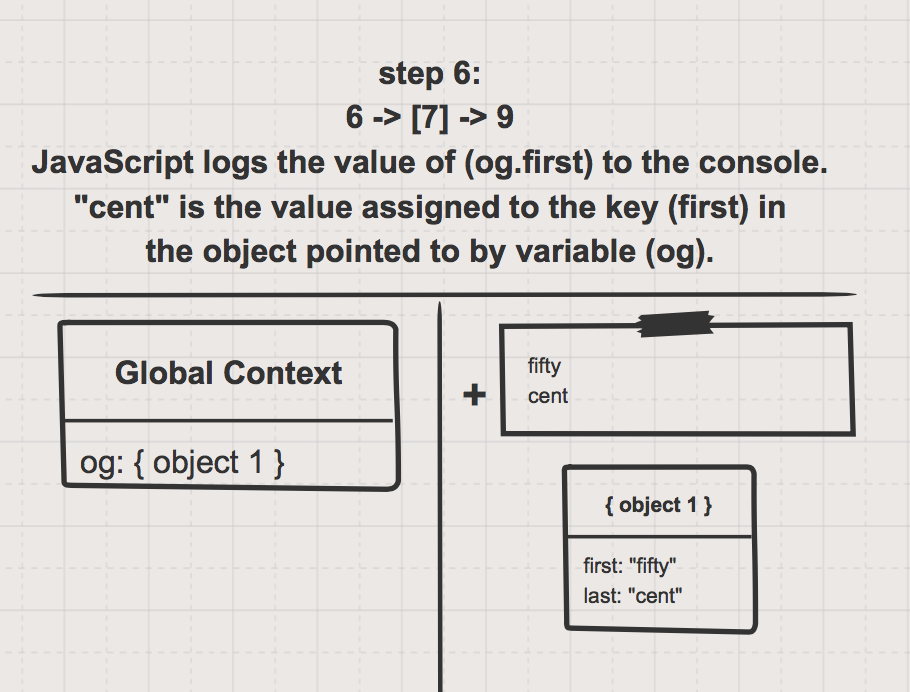 step 6:
6 -> [7] -> 9
JavaScript logs the value of (og.first) to the console.
"cent" is the value assigned to the key (first) in
the object pointed to by variable (og).
Global Context
og: { object 1 }
+
fifty
cent
{ object 1 }
first: "fifty"
last: "cent"